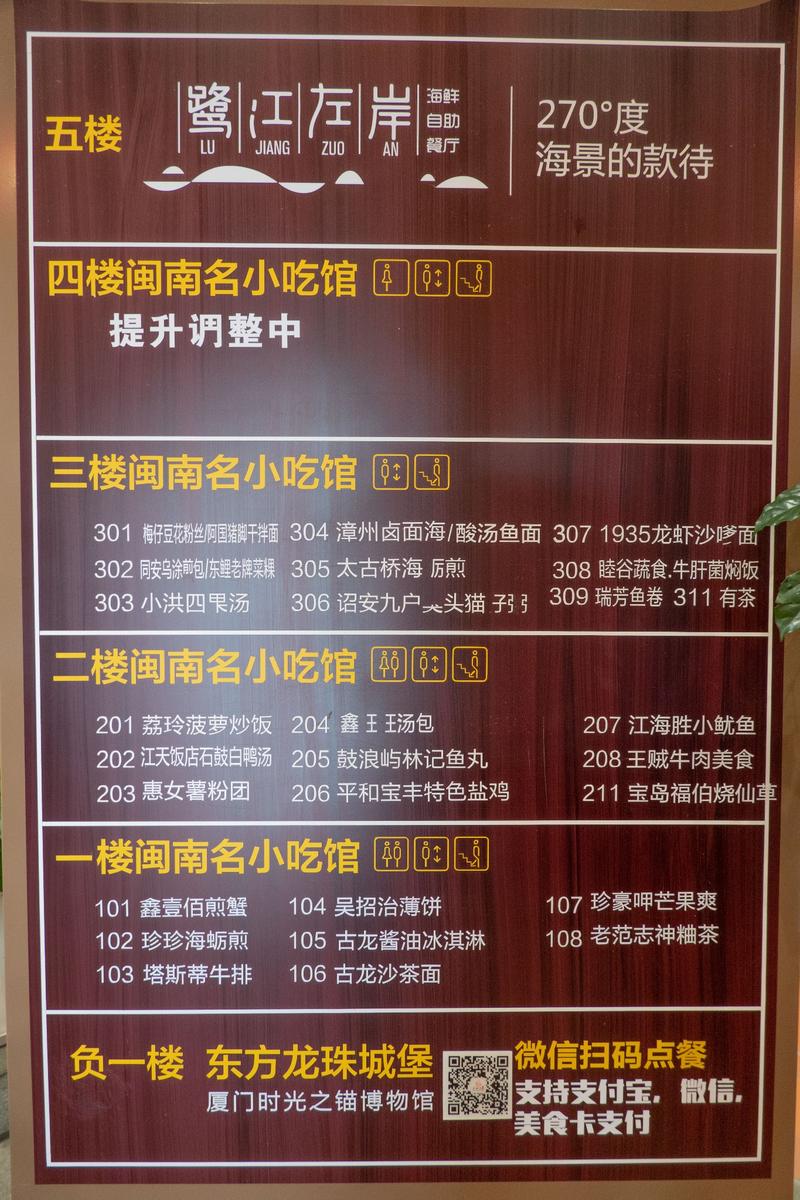 五楼
鹭江左岸
LU JIANG ZUO AN
海鲜
自助
餐厅
270°度
海景的款待
四楼闽南名小吃馆
提升调整中
三楼闽南名小吃馆
301 梅仔豆花粉丝/阿国猪脚干拌面 304 漳州卤面海/酸汤鱼面 307 1935龙虾沙嗲面
302 同安乌涂煎包/东鲤老牌菜粿 305 太古桥海 厉煎 308 睦谷蔬食.牛肝菌焖饭
303 小洪四 汤 306 诏安九户 头猫 309 瑞芳鱼卷 311 有茶
二楼闽南名小吃馆
201 荔玲菠萝炒饭 204 鑫王王汤包 207 江海胜小鱿鱼
202 江天饭店石鼓白鸭汤 205 鼓浪屿林记鱼丸 208 王贼牛肉美食
203 惠女薯粉团 206 平和宝丰特色盐鸡 211 宝岛福伯烧仙草
一楼闽南名小吃馆
101 鑫壹佰煎蟹 104 吴招治薄饼 107 珍豪呷芒果爽
102 珍珍海蛎煎 105 古龙酱油冰淇淋 108 老范志神粬茶
103 塔斯蒂牛排 106 古龙沙茶面
负一楼 东方龙珠城堡
厦门时光之锚博物馆
微信扫码点餐
支持支付宝，微信，
美食卡支付